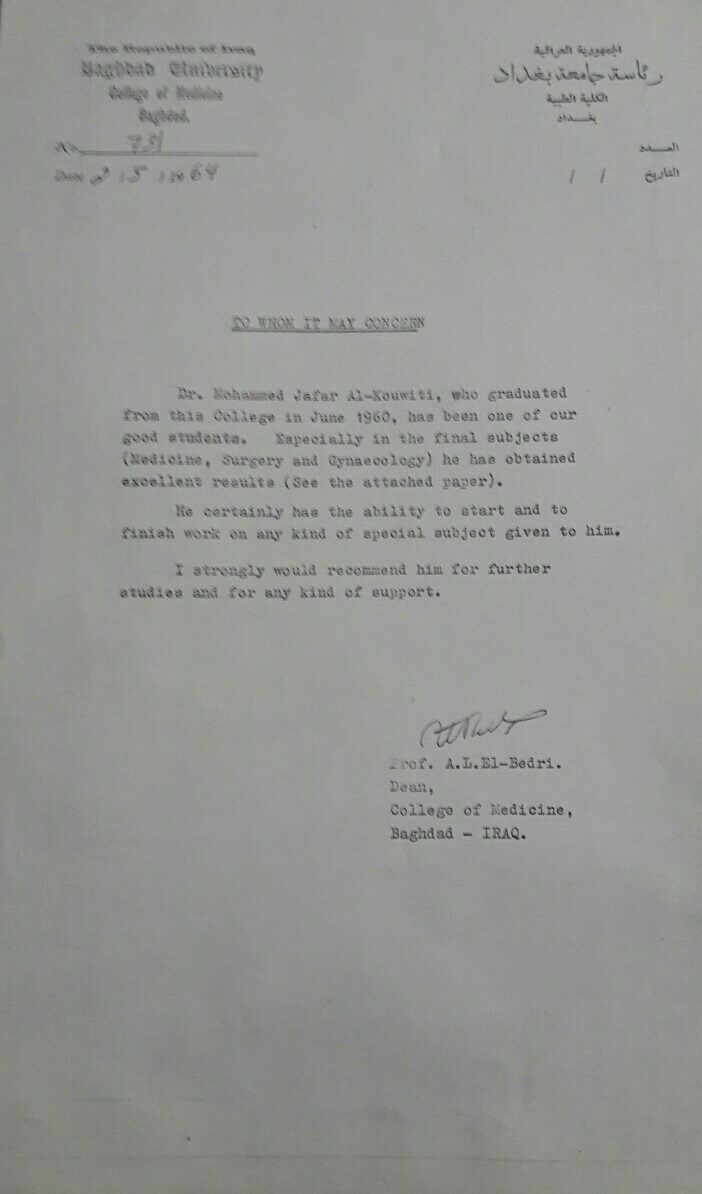 The Republic of Iraq
Baghdad University
College of Medicine
Baghdad.
No. 731
Date 2 / 5 / 1964
الجمهورية العراقية
رئاسة جامعة بغداد
الكلية الطبية
بغداد
العدد
التاريخ / /
TO WHOM IT MAY CONCERN
Dr. Mohammed Jafar Al-Kouwiti, who graduated
from this College in June 1960, has been one of our
good students. Especially in the final subjects
(Medicine, Surgery and Gynaecology) he has obtained
excellent results (See the attached paper).
He certainly has the ability to start and to
finish work on any kind of special subject given to him.
I strongly would recommend him for further
studies and for any kind of support.
Prof. A.L.El-Bedri.
Dean,
College of Medicine,
Baghdad - IRAQ.